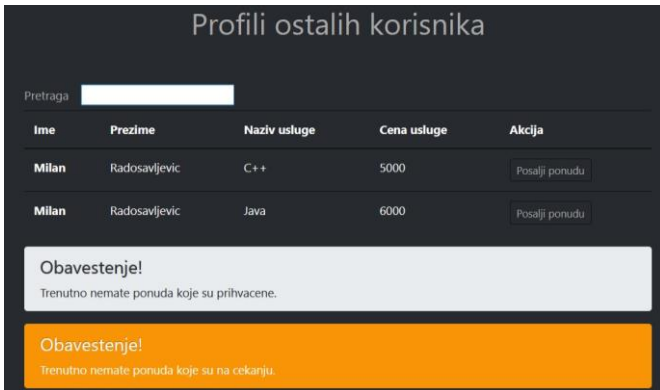 Profili ostalih korisnika
Pretraga
Ime Prezime Naziv usluge Cena usluge Akcija
Milan Radosavljevic C++ 5000 Posalji ponudu
Milan Radosavljevic Java 6000 Posalji ponudu
Obavestenje!
Trenutno nemate ponuda koje su prihvacene.
Obavestenje!
Trenutno nemate ponuda koje su na cekanju.